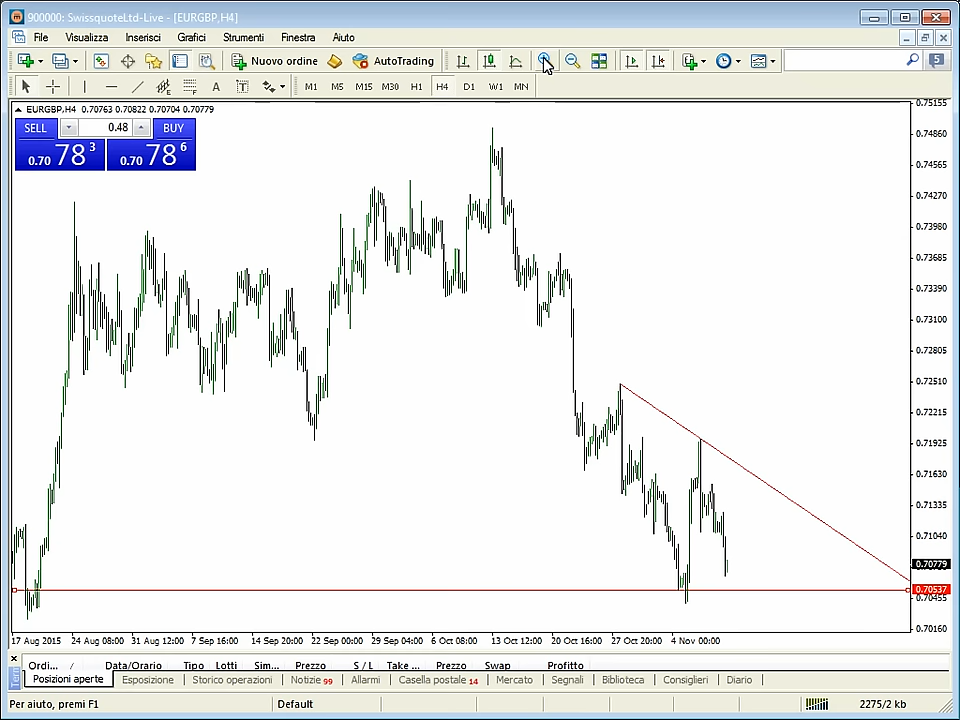 900000: SwissquoteLtd-Live - [EURGBP,H4]
File Visualizza Inserisci Grafici Strumenti Finestra Aiuto
Nuovo ordine AutoTrading 5
A T M1 M5 M15 M30 H1 H4 D1 W1 MN
EURGBP,H4 0.70763 0.70822 0.70704 0.70779
SELL 0.48 BUY
0.70 78 3 0.70 78 6
0.75155
0.74860
0.74565
0.74270
0.73980
0.73685
0.73390
0.73100
0.72805
0.72510
0.72215
0.71925
0.71630
0.71335
0.71040
0.70779
0.70537
0.70455
0.70160
17 Aug 2015 24 Aug 08:00 31 Aug 12:00 7 Sep 16:00 14 Sep 20:00 22 Sep 00:00 29 Sep 04:00 6 Oct 08:00 13 Oct 12:00 20 Oct 16:00 27 Oct 20:00 4 Nov 00:00
Ordi... / Data/Orario Tipo Lotti Sim... Prezzo S / L Take ... Prezzo Swap Profitto
Posizioni aperte Esposizione Storico operazioni Notizie 99 Allarmi Casella postale 14 Mercato Segnali Biblioteca Consiglieri Diario
Per aiuto, premi F1 Default 2275/2 kb